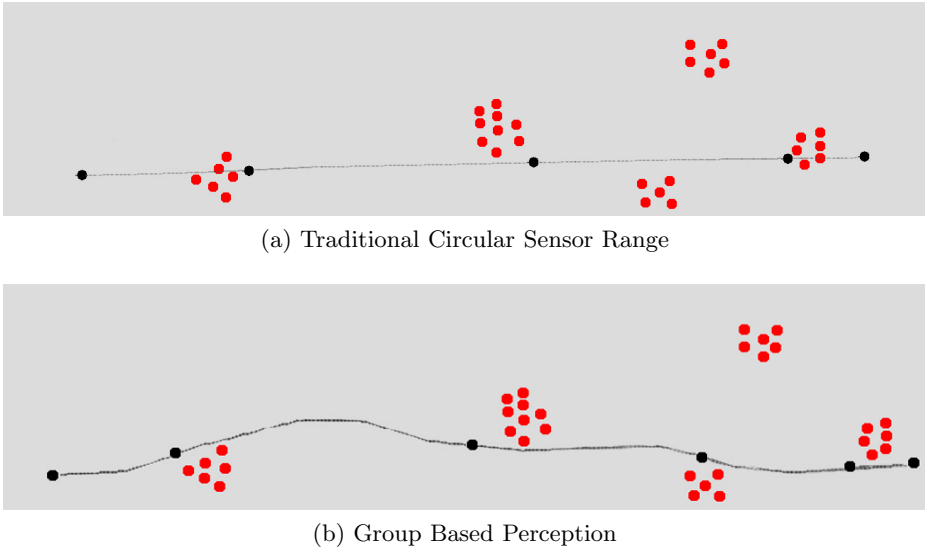 (a) Traditional Circular Sensor Range
(b) Group Based Perception